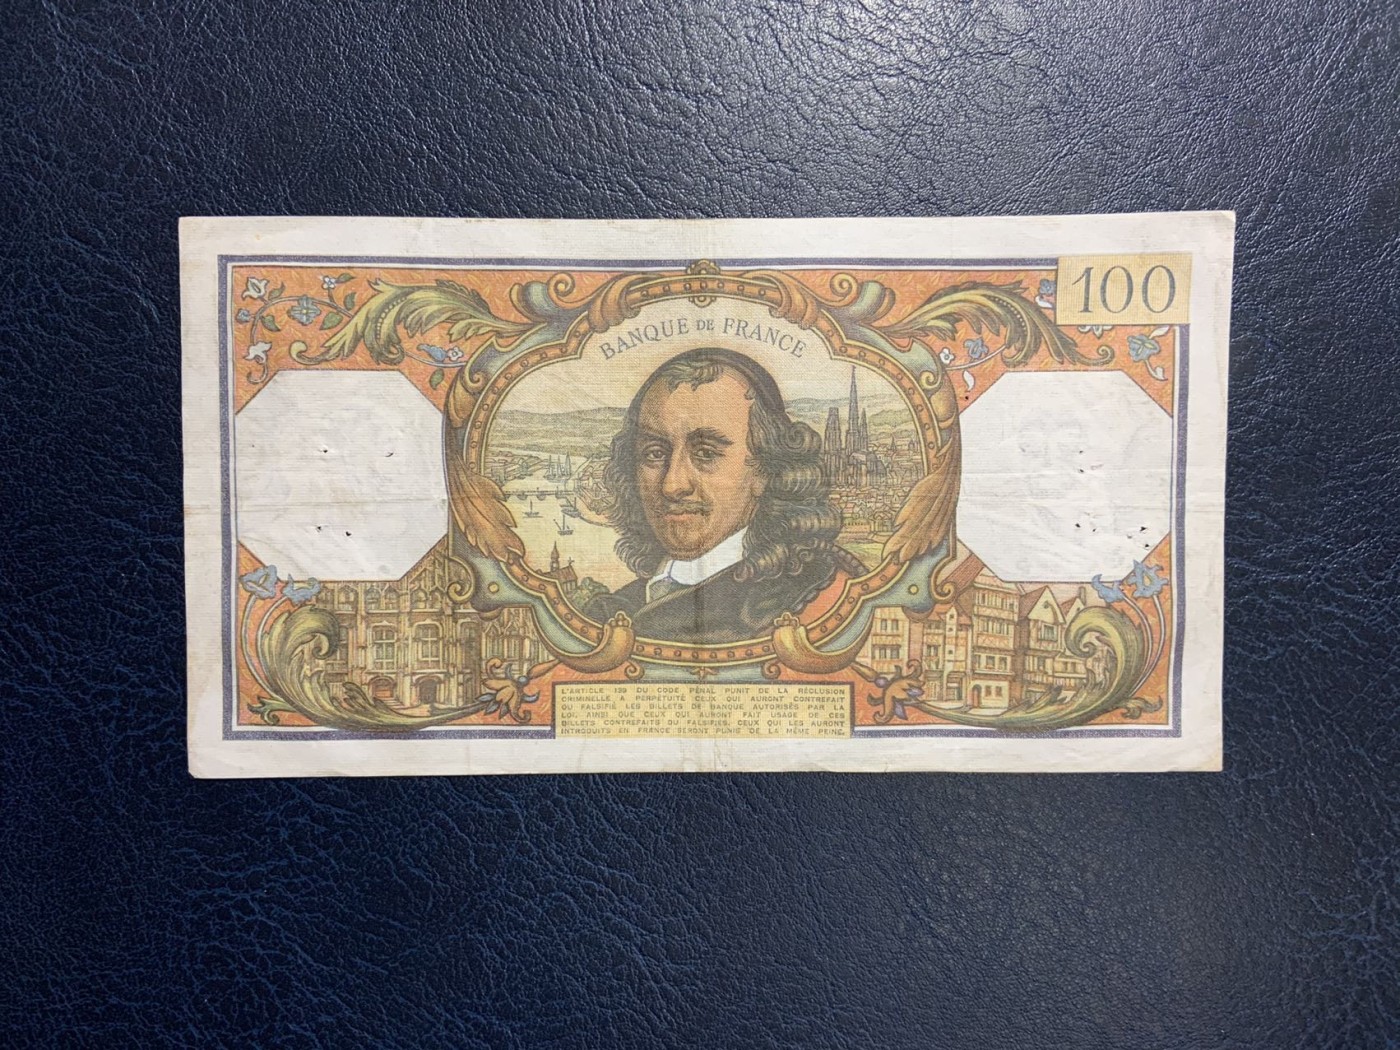 100
BANQUE DE FRANCE
L'ARTICLE 139 DU CODE PÉNAL PUNIT DE LA RÉCLUSION
CRIMINELLE A PERPÉTUITÉ CEUX QUI AURONT CONTREFAIT
OU FALSIFIÉ LES BILLETS DE BANQUE AUTORISÉS PAR LA
LOI, AINSI QUE CEUX QUI AURONT FAIT USAGE DE CES
BILLETS CONTREFAITS OU FALSIFIÉS. CEUX QUI LES AURONT
INTRODUITS EN FRANCE SERONT PUNIS DE LA MÊME PEINE.